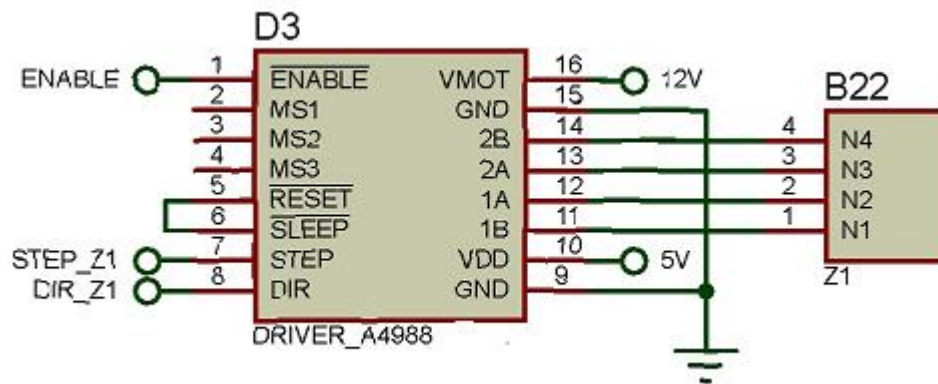 D3
ENABLE 1 ENABLE VMOT 16 12V
2 MS1 GND 15 B22
3 MS2 2B 14 4 N4
4 MS3 2A 13 3 N3
5 RESET 1A 12 2 N2
6 SLEEP 1B 11 1 N1
STEP_Z1 7 STEP VDD 10 5V Z1
DIR_Z1 8 DIR GND 9
DRIVER_A4988